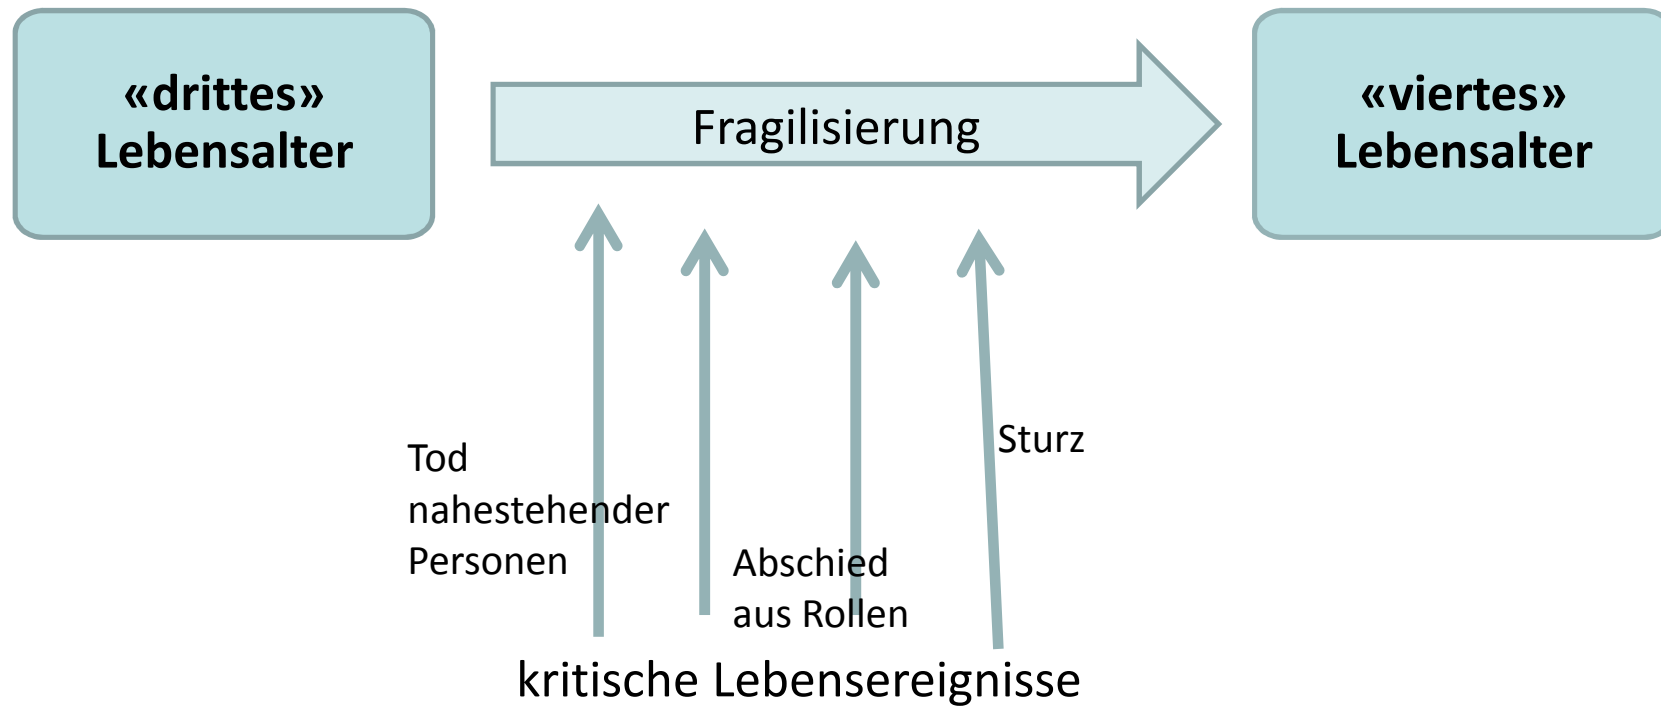 «drittes»
Lebensalter
Fragilisierung
«viertes»
Lebensalter
Tod
nahestehender
Personen
Abschied
aus Rollen
Sturz
kritische Lebensereignisse